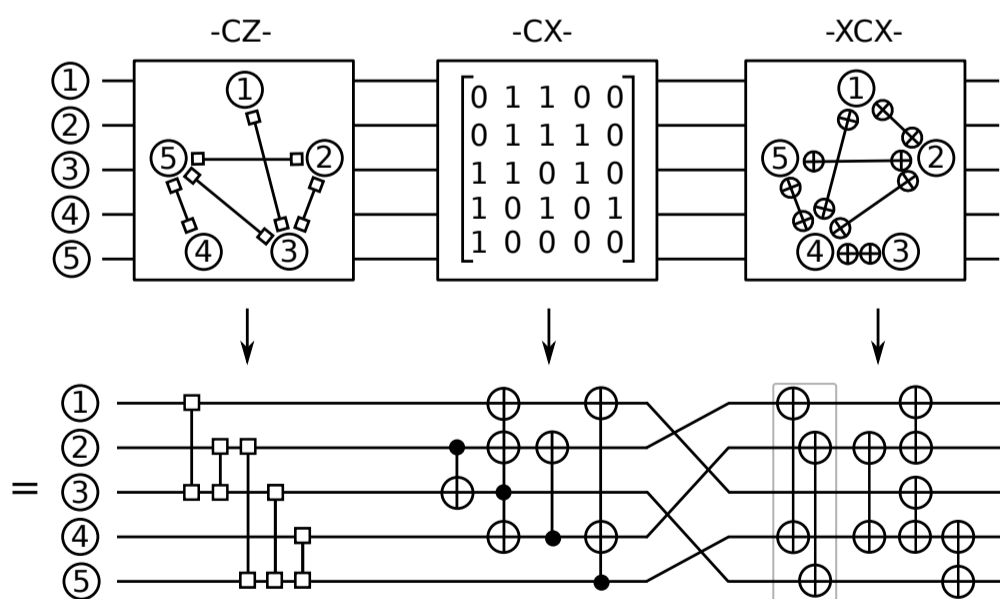 -CZ- -CX- -XCX-
1 1 0 1 1 0 0 1
2 5 2 0 1 1 1 0 5 2
3 1 1 0 1 0
4 4 3 1 0 1 0 1 4 3
5 1 0 0 0 0
1
2
= 3
4
5